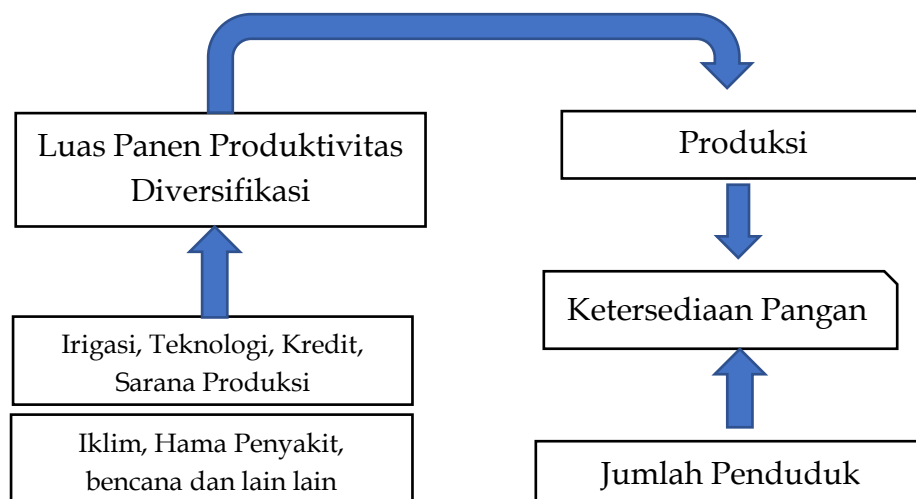 Luas Panen Produktivitas
Diversifikasi
Irigasi, Teknologi, Kredit,
Sarana Produksi
Iklim, Hama Penyakit,
bencana dan lain lain
Produksi
Ketersediaan Pangan
Jumlah Penduduk